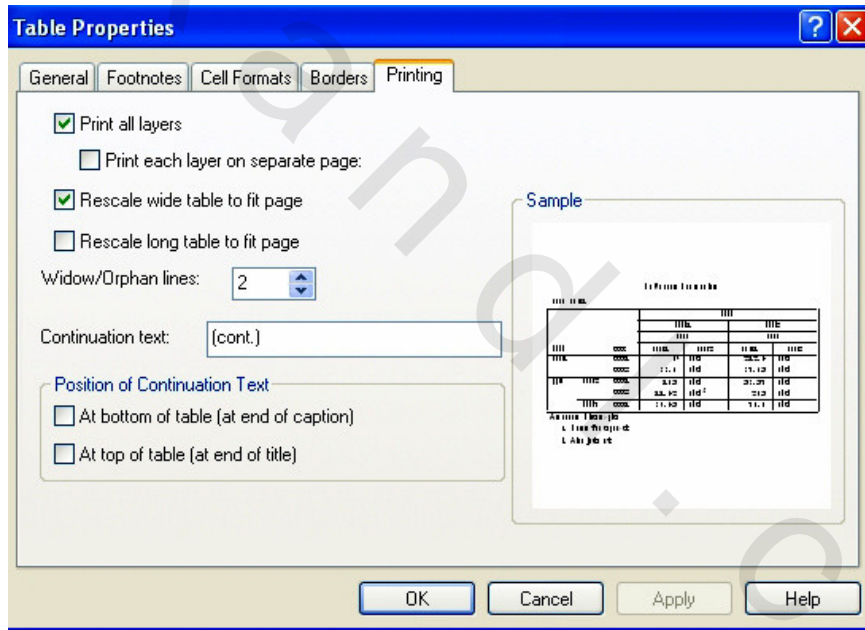 Table Properties
General Footnotes Cell Formats Borders Printing
Print all layers
Print each layer on separate page:
Rescale wide table to fit page
Rescale long table to fit page
Widow/Orphan lines: 2
Continuation text: (cont.)
Position of Continuation Text
At bottom of table (at end of caption)
At top of table (at end of title)
Sample
OK Cancel Apply Help